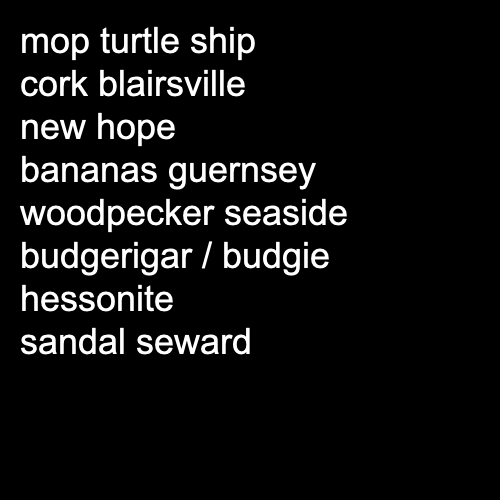 mop turtle ship
cork blairsville
new hope
bananas guernsey
woodpecker seaside
budgerigar / budgie
hessonite
sandal seward